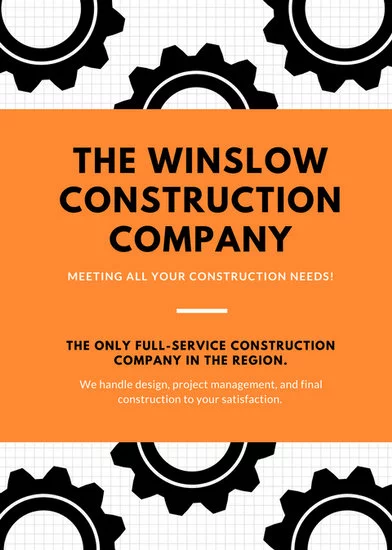 THE WINSLOW
CONSTRUCTION
COMPANY
MEETING ALL YOUR CONSTRUCTION NEEDS!
THE ONLY FULL-SERVICE CONSTRUCTION
COMPANY IN THE REGION.
We handle design, project management, and final
construction to your satisfaction.